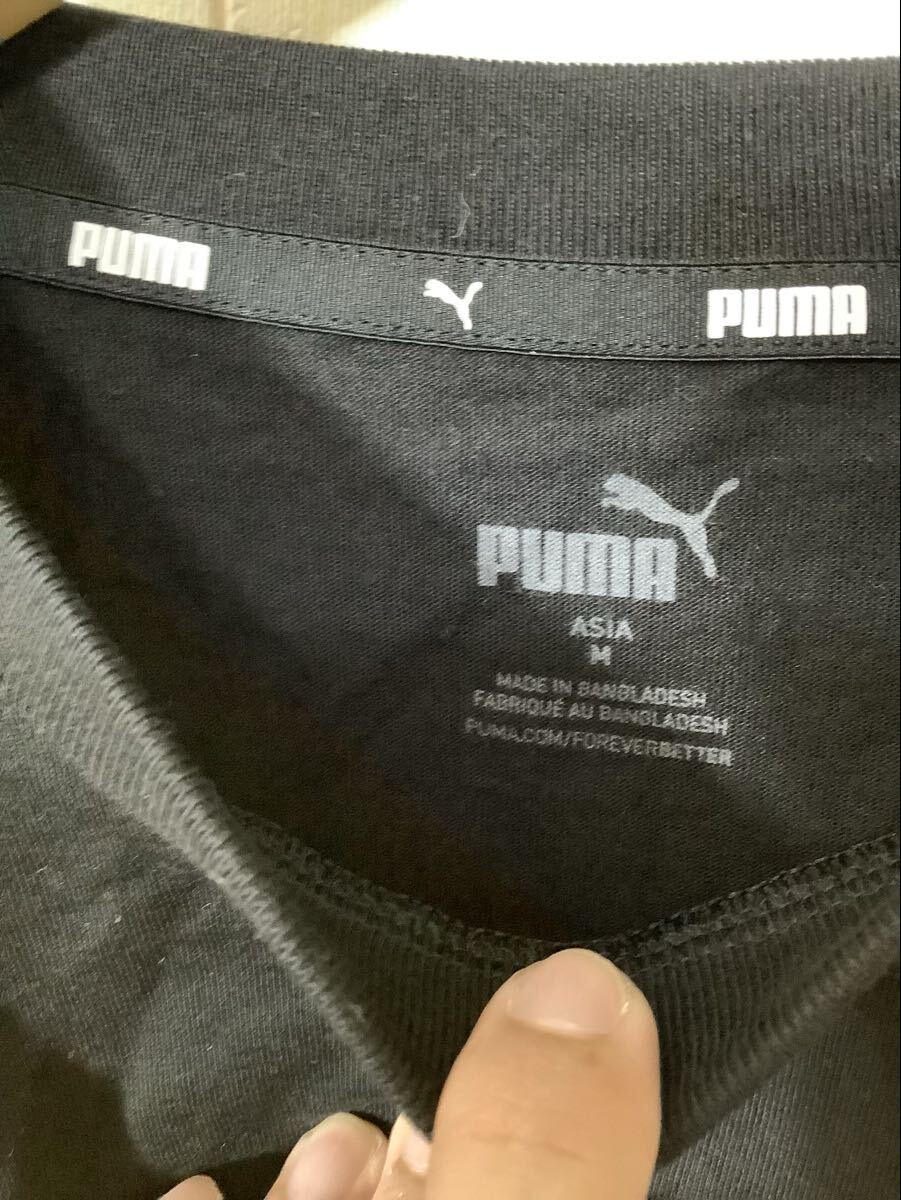 PUMA PUMA
PUMA
ASIA
M
MADE IN BANGLADESH
FABRIQUÉ AU BANGLADESH
PUMA.COM/FOREVERBETTER